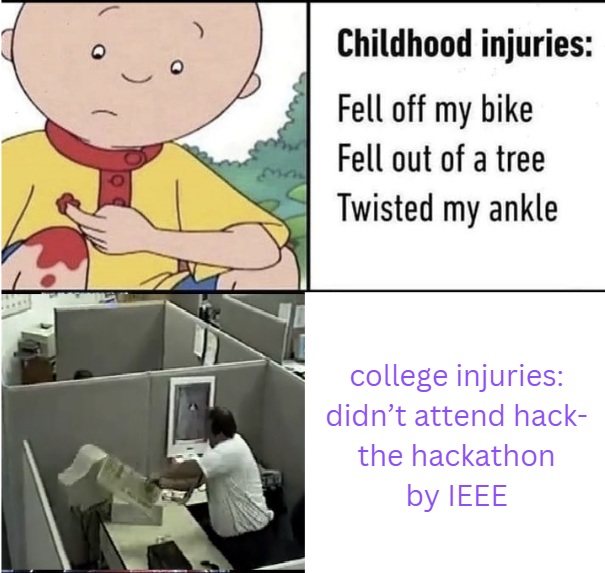 Childhood injuries:
Fell off my bike
Fell out of a tree
Twisted my ankle
college injuries:
didn’t attend hack-
the hackathon
by IEEE